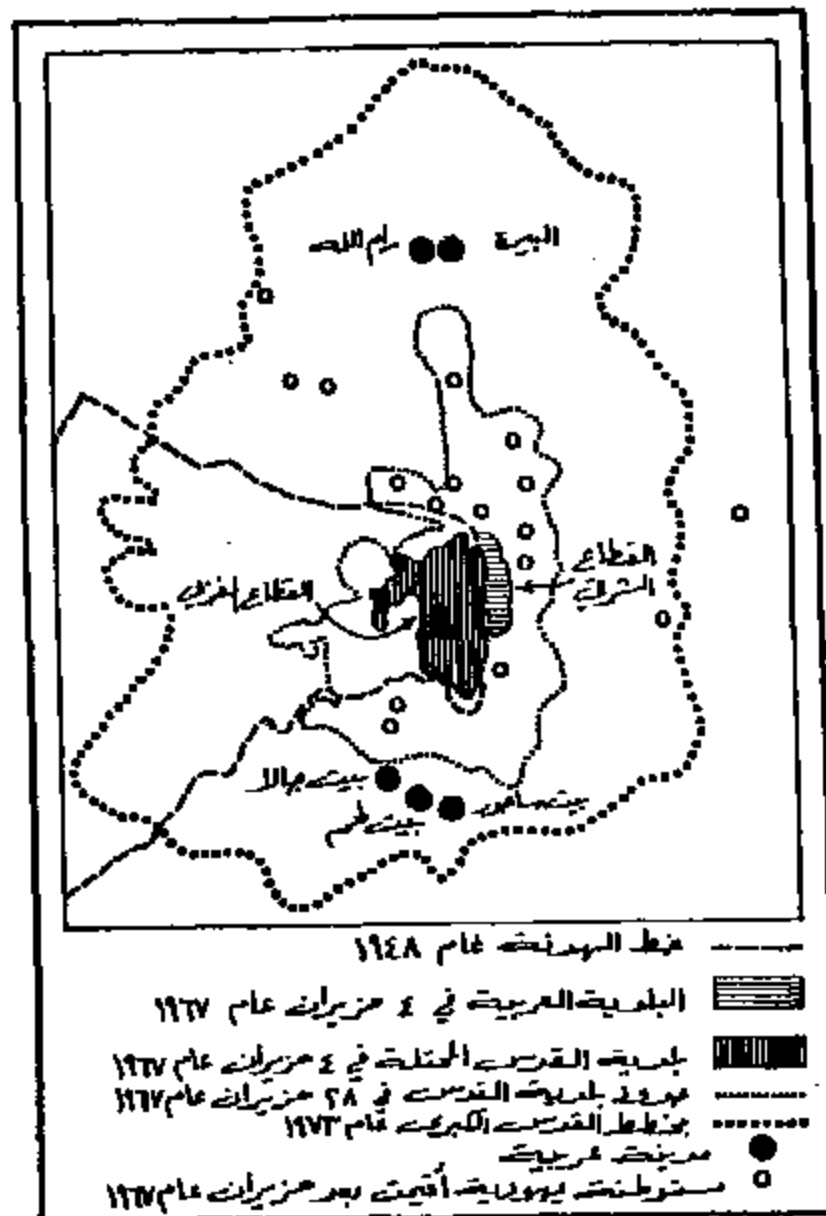 البيرة
رام الله
القطاع
الشرقي
القطاع الغربي
بيت جالا
بيت ساحور
بيت لحم
خط الهدنة عام ١٩٤٨
البلدية العربية في ٤ حزيران عام ١٩٦٧
بلدية القدس المحتلة في ٤ حزيران عام ١٩٦٧
حدود بلدية القدس في ٢٨ حزيران عام ١٩٦٧
مخطط القدس الكبرى عام ١٩٧٣
مدينة عربية
مستوطنة يهودية أقيمت بعد حزيران عام ١٩٦٧